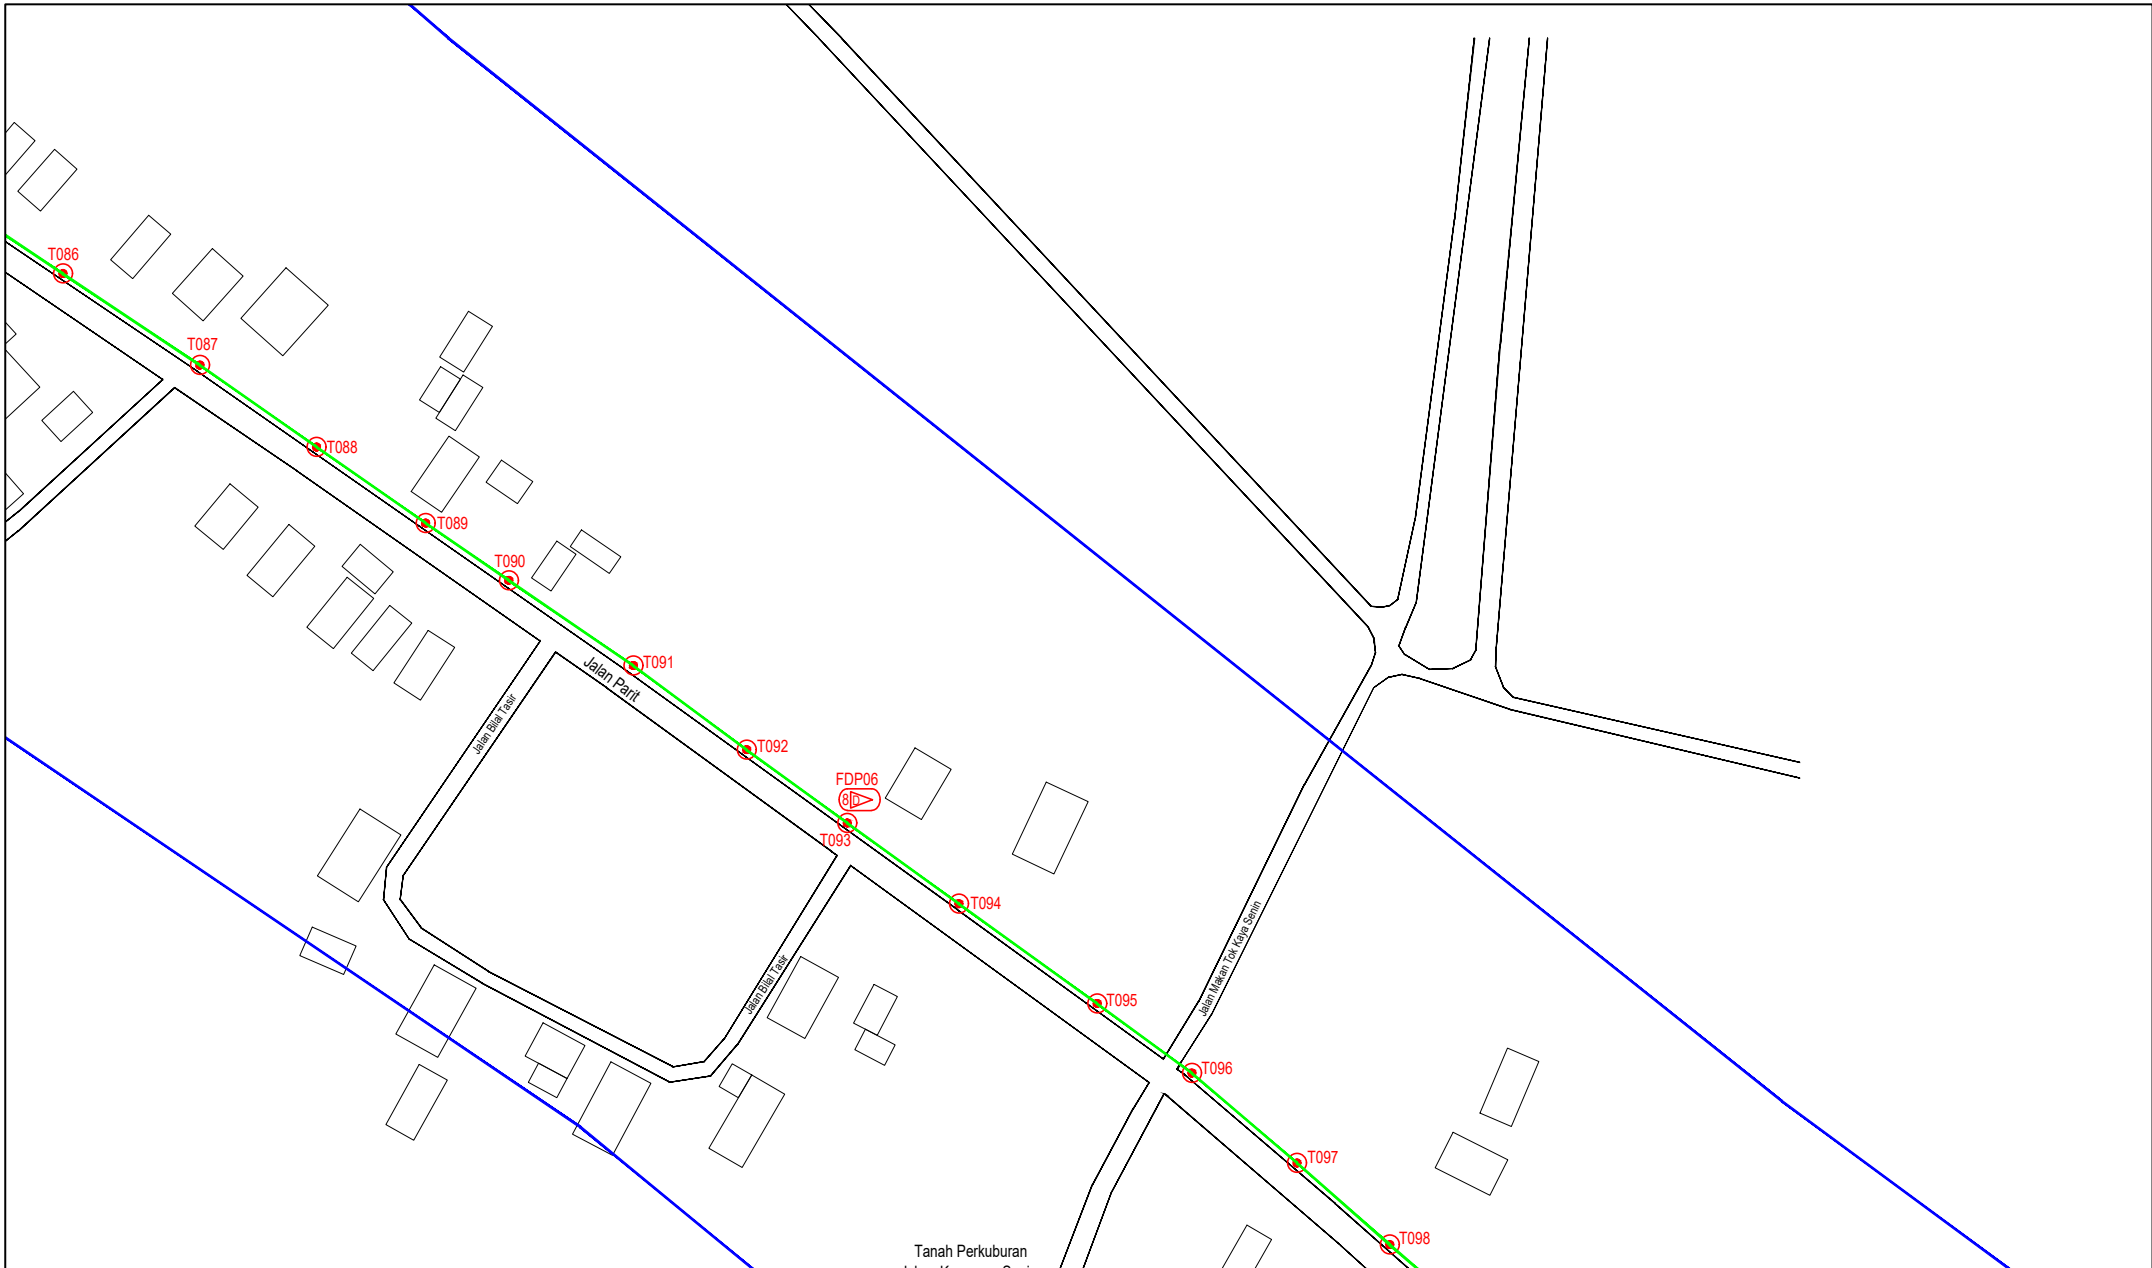 T086
T087
T088
T089
T090
T091
Jalan Parit
Jalan Bilal Tasir
T092
FDP06
8 D
T093
T094
Jalan Makan Tok Kaya Senin
Jalan Bilal Tasir
T095
T096
T097
T098
Tanah Perkuburan